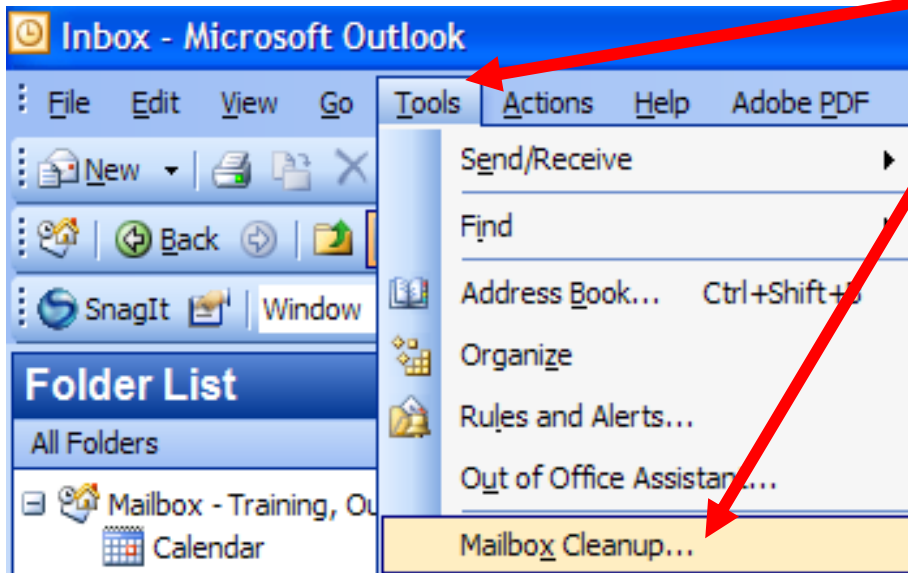 Inbox - Microsoft Outlook
File Edit View Go Tools Actions Help Adobe PDF
New
Back
SnagIt Window
Folder List
All Folders
Mailbox - Training, Ou
Calendar
Send/Receive
Find
Address Book... Ctrl+Shift+B
Organize
Rules and Alerts...
Out of Office Assistant...
Mailbox Cleanup...